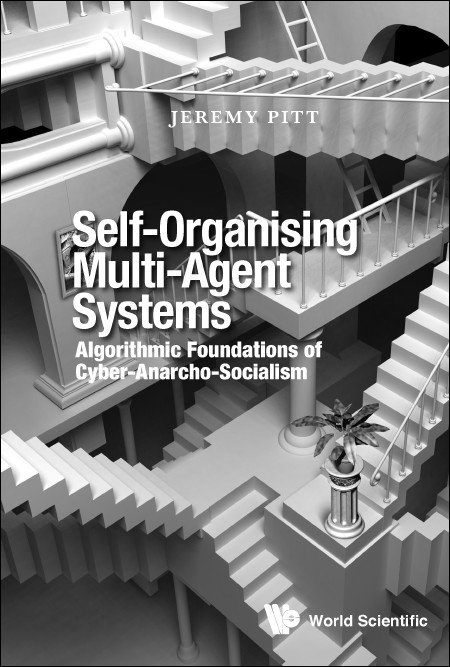 JEREMY PITT
Self-Organising
Multi-Agent
Systems
Algorithmic Foundations of
Cyber-Anarcho-Socialism
World Scientific